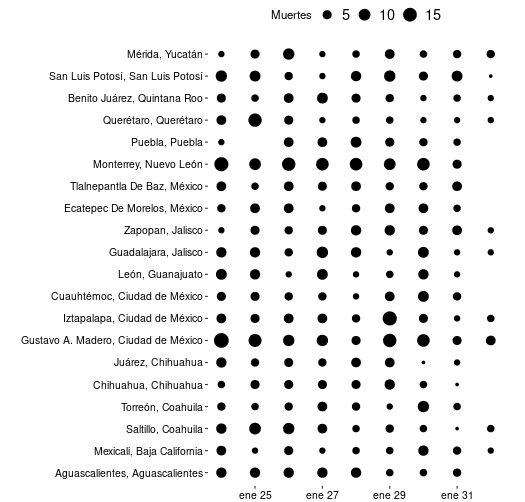 Muertes 5 10 15
Mérida, Yucatán
San Luis Potosí, San Luis Potosí
Benito Juárez, Quintana Roo
Querétaro, Querétaro
Puebla, Puebla
Monterrey, Nuevo León
Tlalnepantla De Baz, México
Ecatepec De Morelos, México
Zapopan, Jalisco
Guadalajara, Jalisco
León, Guanajuato
Cuauhtémoc, Ciudad de México
Iztapalapa, Ciudad de México
Gustavo A. Madero, Ciudad de México
Juárez, Chihuahua
Chihuahua, Chihuahua
Torreón, Coahuila
Saltillo, Coahuila
Mexicali, Baja California
Aguascalientes, Aguascalientes
ene 25 ene 27 ene 29 ene 31